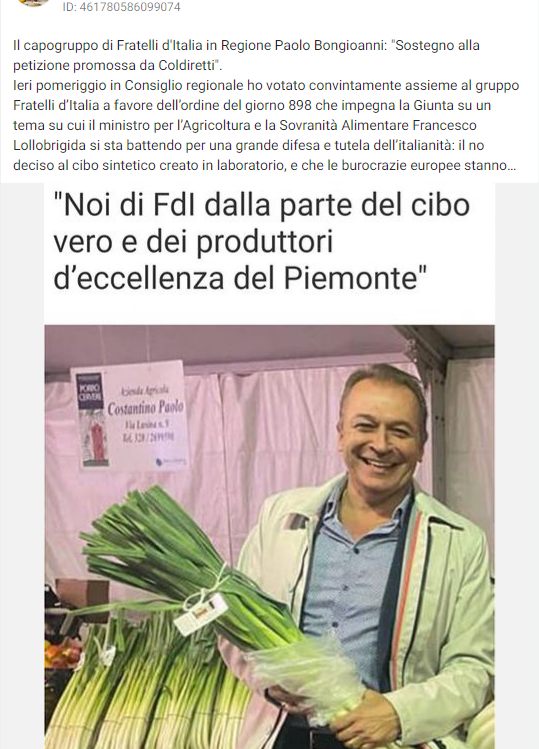 ID: 461780586099074
Il capogruppo di Fratelli d'Italia in Regione Paolo Bongioanni: "Sostegno alla
petizione promossa da Coldiretti".
Ieri pomeriggio in Consiglio regionale ho votato convintamente assieme al gruppo
Fratelli d’Italia a favore dell’ordine del giorno 898 che impegna la Giunta su un
tema su cui il ministro per l’Agricoltura e la Sovranità Alimentare Francesco
Lollobrigida si sta battendo per una grande difesa e tutela dell’italianità: il no
deciso al cibo sintetico creato in laboratorio, e che le burocrazie europee stanno...
"Noi di FdI dalla parte del cibo
vero e dei produttori
d’eccellenza del Piemonte"
PORRO
CERVERE
Azienda Agricola
Costantino Paolo